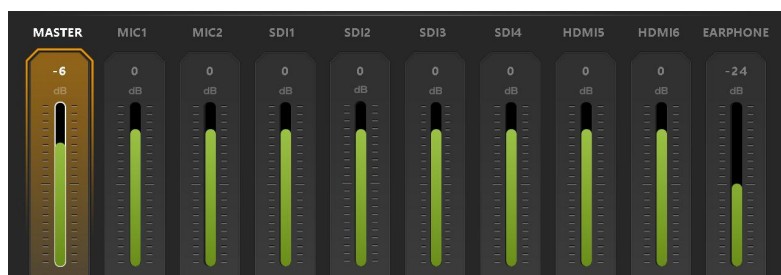 MASTER MIC1 MIC2 SDI1 SDI2 SDI3 SDI4 HDMI5 HDMI6 EARPHONE
-6 0 0 0 0 0 0 0 0 -24
dB dB dB dB dB dB dB dB dB dB